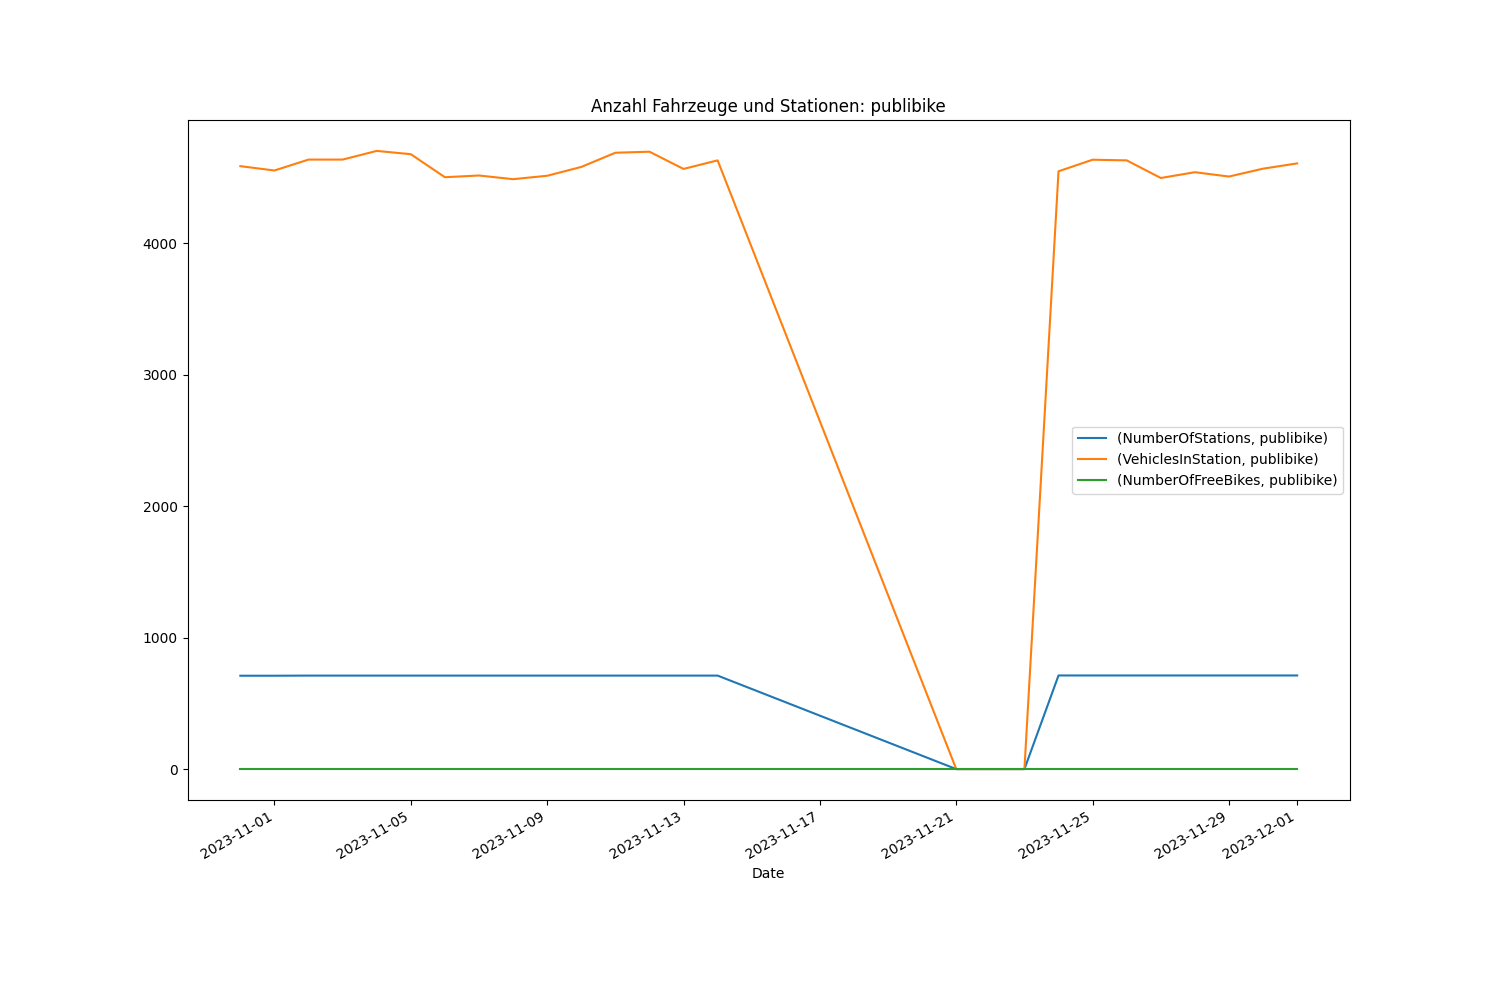 Anzahl Fahrzeuge und Stationen: publibike
4000
3000
2000
1000
0
(NumberOfStations, publibike)
(VehiclesInStation, publibike)
(NumberOfFreeBikes, publibike)
2023-11-01
2023-11-05
2023-11-09
2023-11-13
2023-11-17
2023-11-21
2023-11-25
2023-11-29
2023-12-01
Date